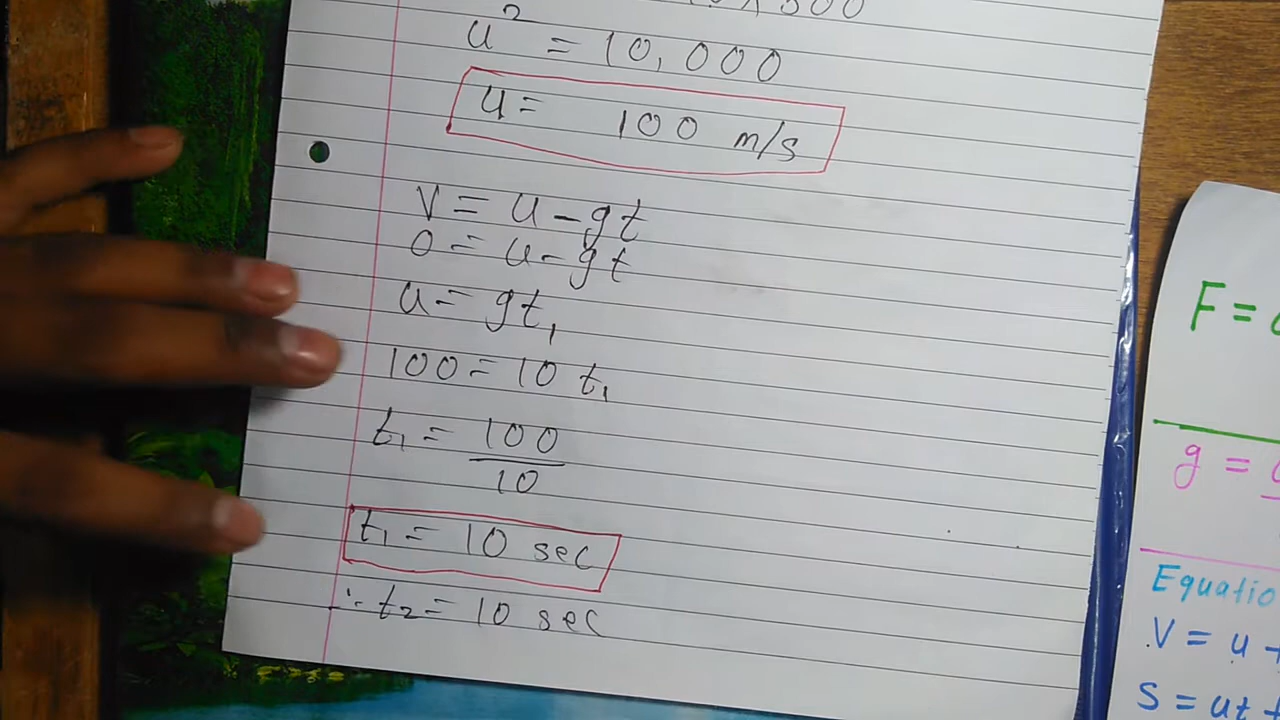 u² = 10,000
u = 100 m/s
V = u - gt
0 = u - gt
u = gt₁
100 = 10 t₁
t₁ = 100/10
t₁ = 10 sec
∴ t₂ = 10 sec
F =
g =
Equatio
V = u +
S = ut +